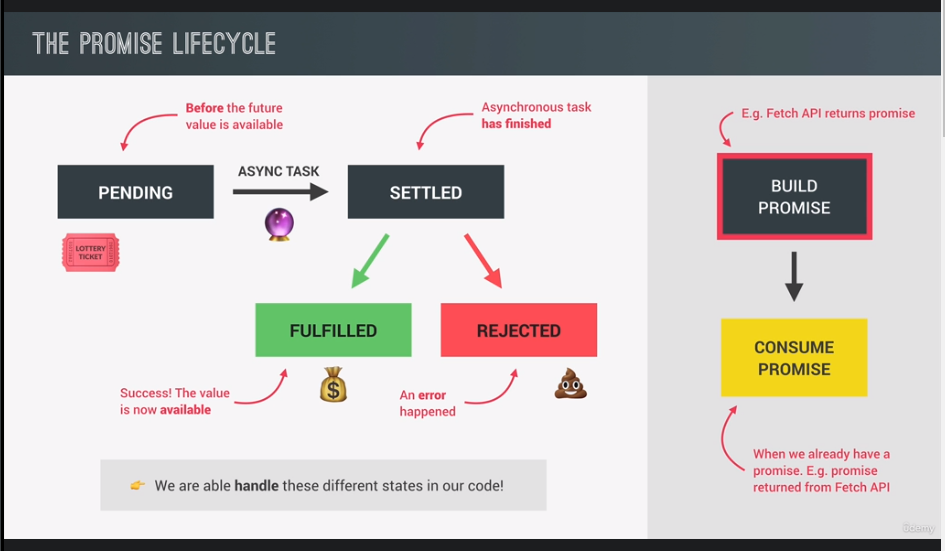 THE PROMISE LIFECYCLE
Before the future
value is available
Asynchronous task
has finished
PENDING
ASYNC TASK
SETTLED
LOTTERY
TICKET
FULFILLED
REJECTED
Success! The value
is now available
$
An error
happened
👉 We are able handle these different states in our code!
E.g. Fetch API returns promise
BUILD
PROMISE
CONSUME
PROMISE
When we already have a
promise. E.g. promise
returned from Fetch API
Udemy